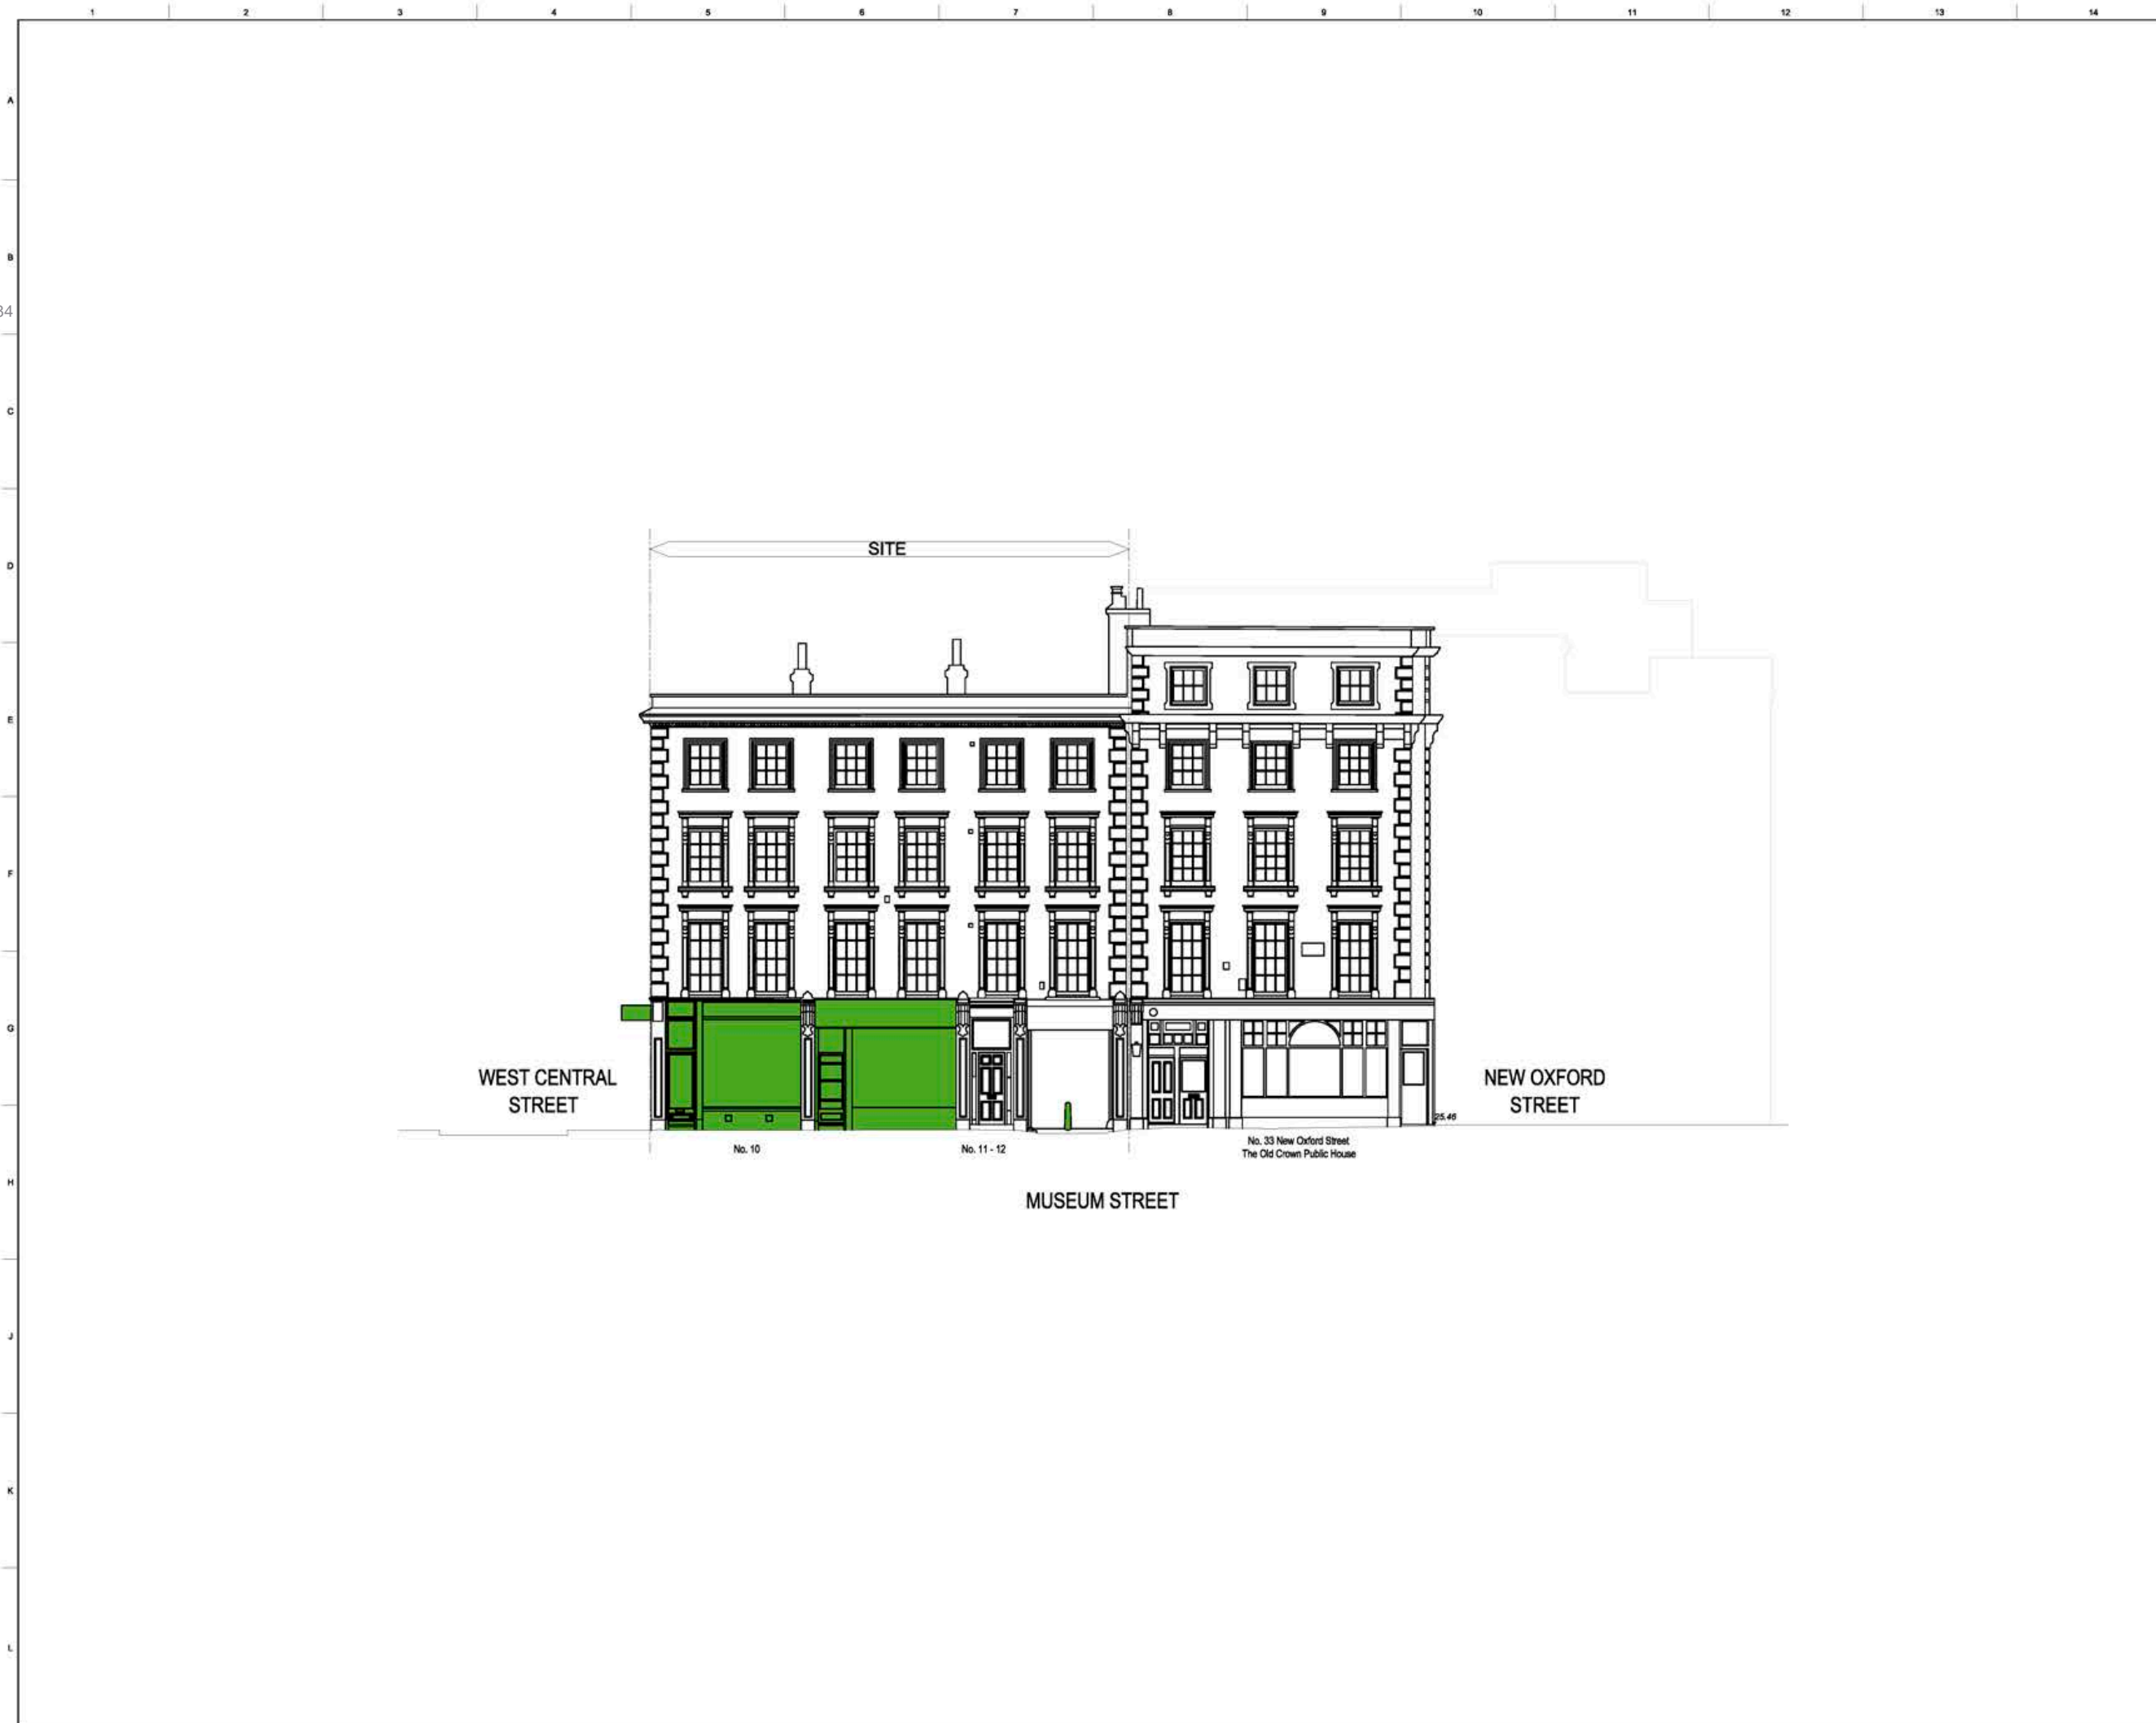 1 2 3 4 5 6 7 8 9 10 11 12 13 14
A
B
34
C
SITE
D
E
F
G
WEST CENTRAL
STREET
NEW OXFORD
STREET
25.46
No. 10
No. 11 - 12
No. 33 New Oxford Street
The Old Crown Public House
H
MUSEUM STREET
J
K
L